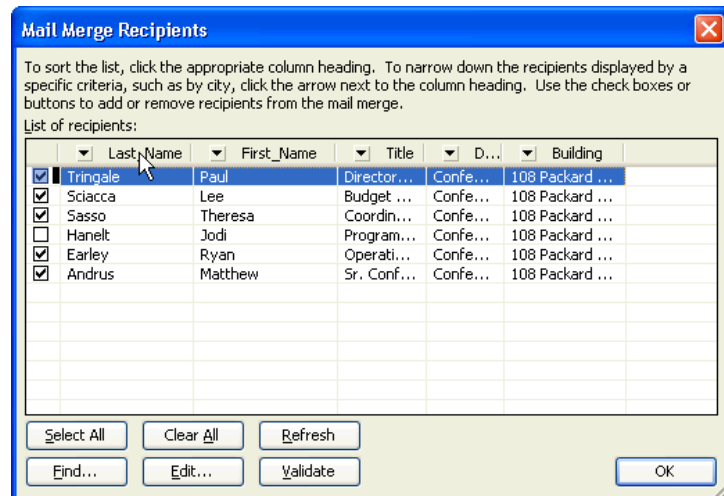 Mail Merge Recipients
To sort the list, click the appropriate column heading. To narrow down the recipients displayed by a
specific criteria, such as by city, click the arrow next to the column heading. Use the check boxes or
buttons to add or remove recipients from the mail merge.
List of recipients:
Last_Name First_Name Title D... Building
Tringale Paul Director... Confe... 108 Packard ...
Sciacca Lee Budget ... Confe... 108 Packard ...
Sasso Theresa Coordin... Confe... 108 Packard ...
Hanelt Jodi Program... Confe... 108 Packard ...
Earley Ryan Operati... Confe... 108 Packard ...
Andrus Matthew Sr. Conf... Confe... 108 Packard ...
Select All Clear All Refresh
Find... Edit... Validate OK